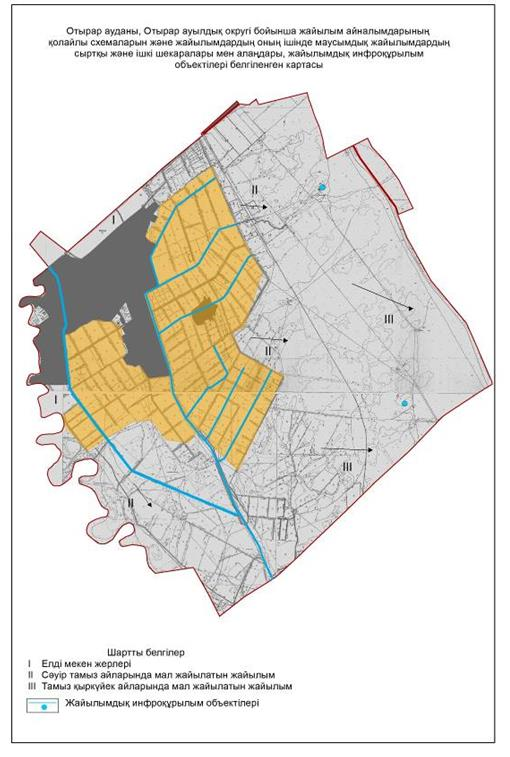 Отырар ауданы, Отырар ауылдық округі бойынша жайылым айналымдарының
қолайлы схемаларын және жайылымдардың оның ішінде маусымдық жайылымдардың
сыртқы және ішкі шекаралары мен алаңдары, жайылымдық инфроқұрылым
объектілері белгіленген картасы
II
I
III
II
I
III
II
Шартты белгілер
I Елді мекен жерлері
II Сәуір тамыз айларында мал жайылатын жайылым
III Тамыз қыркүйек айларында мал жайылатын жайылым
Жайылымдық инфроқұрылым объектілері